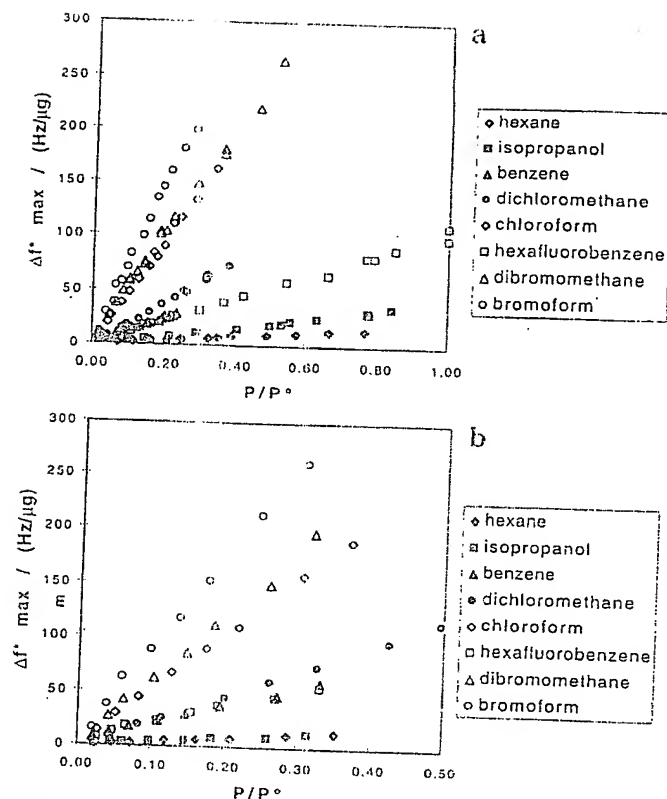 a
300
250
200
150
100
50
0
Δf* max / (Hz/µg)
0.00 0.20 0.40 0.60 0.80 1.00
P/P°
hexane
isopropanol
benzene
dichloromethane
chloroform
hexafluorobenzene
dibromomethane
bromoform
b
300
250
200
150
E
100
50
0
Δf* max / (Hz/µg)
0.00 0.10 0.20 0.30 0.40 0.50
P/P°
hexane
isopropanol
benzene
dichloromethane
chloroform
hexafluorobenzene
dibromomethane
bromoform